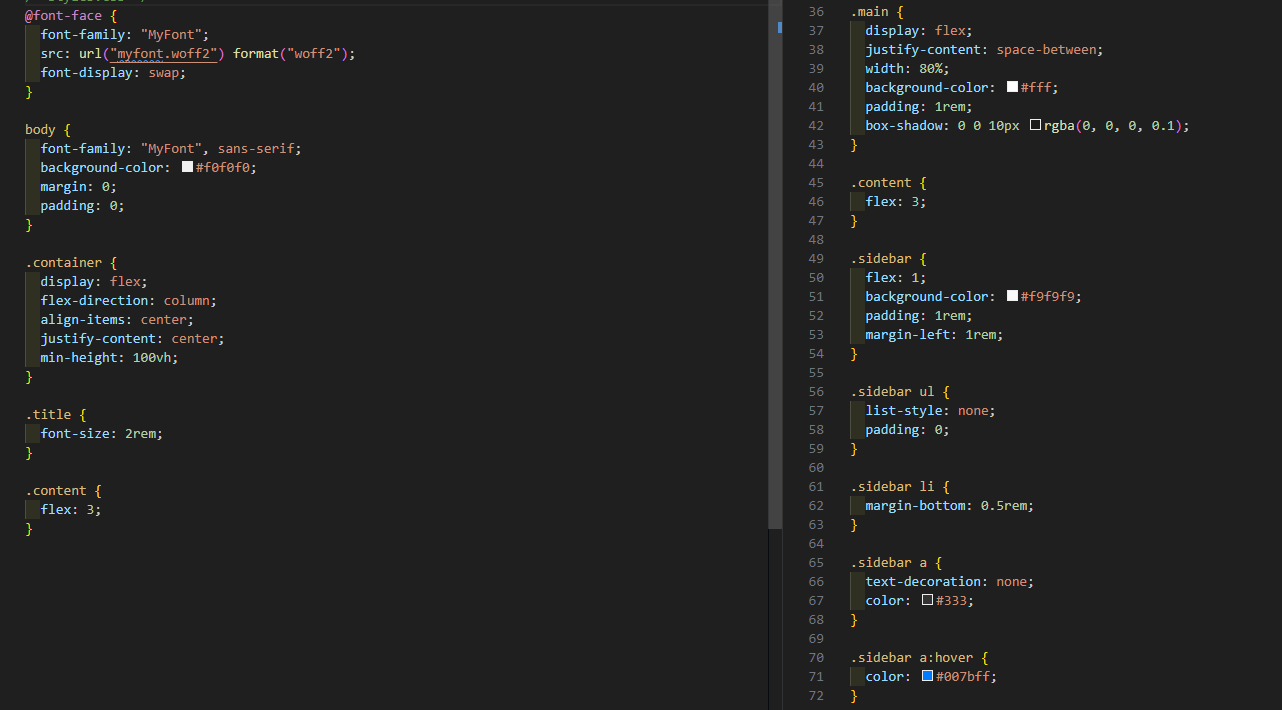 @font-face {
font-family: "MyFont";
src: url("myfont.woff2") format("woff2");
font-display: swap;
}
body {
font-family: "MyFont", sans-serif;
background-color: #f0f0f0;
margin: 0;
padding: 0;
}
.container {
display: flex;
flex-direction: column;
align-items: center;
justify-content: center;
min-height: 100vh;
}
.title {
font-size: 2rem;
}
.content {
flex: 3;
}
36 .main {
37 display: flex;
38 justify-content: space-between;
39 width: 80%;
40 background-color: #fff;
41 padding: 1rem;
42 box-shadow: 0 0 10px rgba(0, 0, 0, 0.1);
43 }
44
45 .content {
46 flex: 3;
47 }
48
49 .sidebar {
50 flex: 1;
51 background-color: #f9f9f9;
52 padding: 1rem;
53 margin-left: 1rem;
54 }
55
56 .sidebar ul {
57 list-style: none;
58 padding: 0;
59 }
60
61 .sidebar li {
62 margin-bottom: 0.5rem;
63 }
64
65 .sidebar a {
66 text-decoration: none;
67 color: #333;
68 }
69
70 .sidebar a:hover {
71 color: #007bff;
72 }